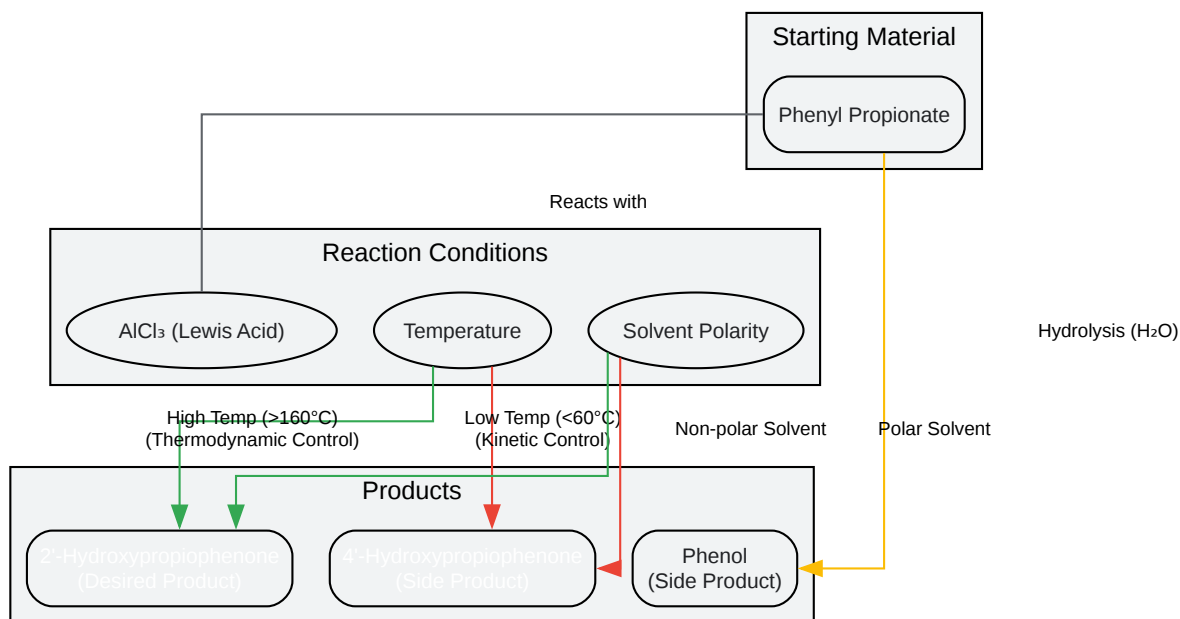 Starting Material
Phenyl Propionate
Reacts with
Reaction Conditions
AlCl₃ (Lewis Acid)
Temperature
Solvent Polarity
Hydrolysis (H₂O)
High Temp (>160°C)
(Thermodynamic Control)
Low Temp (<60°C)
(Kinetic Control)
Non-polar Solvent
Polar Solvent
Products
2'-Hydroxypropiophenone
(Desired Product)
4'-Hydroxypropiophenone
(Side Product)
Phenol
(Side Product)